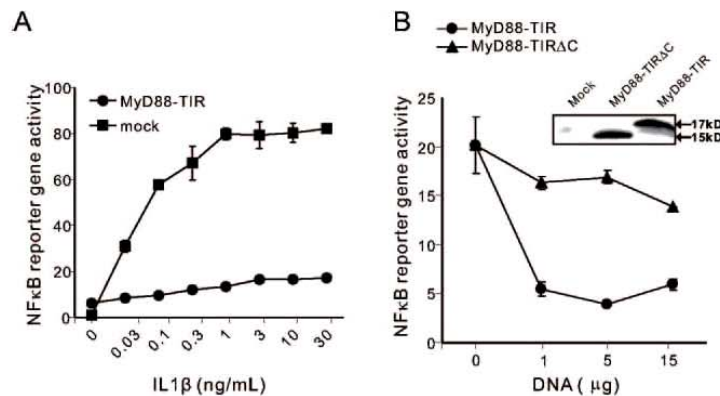 A
NFκB reporter gene activity
100
80
60
40
20
0
MyD88-TIR
mock
0
0.03
0.1
0.3
1
3
10
30
IL1β (ng/mL)
B
MyD88-TIR
MyD88-TIRΔC
Mock
MyD88-TIRΔC
MyD88-TIR
17kD
15kD
NFκB reporter gene activity
25
20
15
10
5
0
0
1
5
15
DNA ( μg)